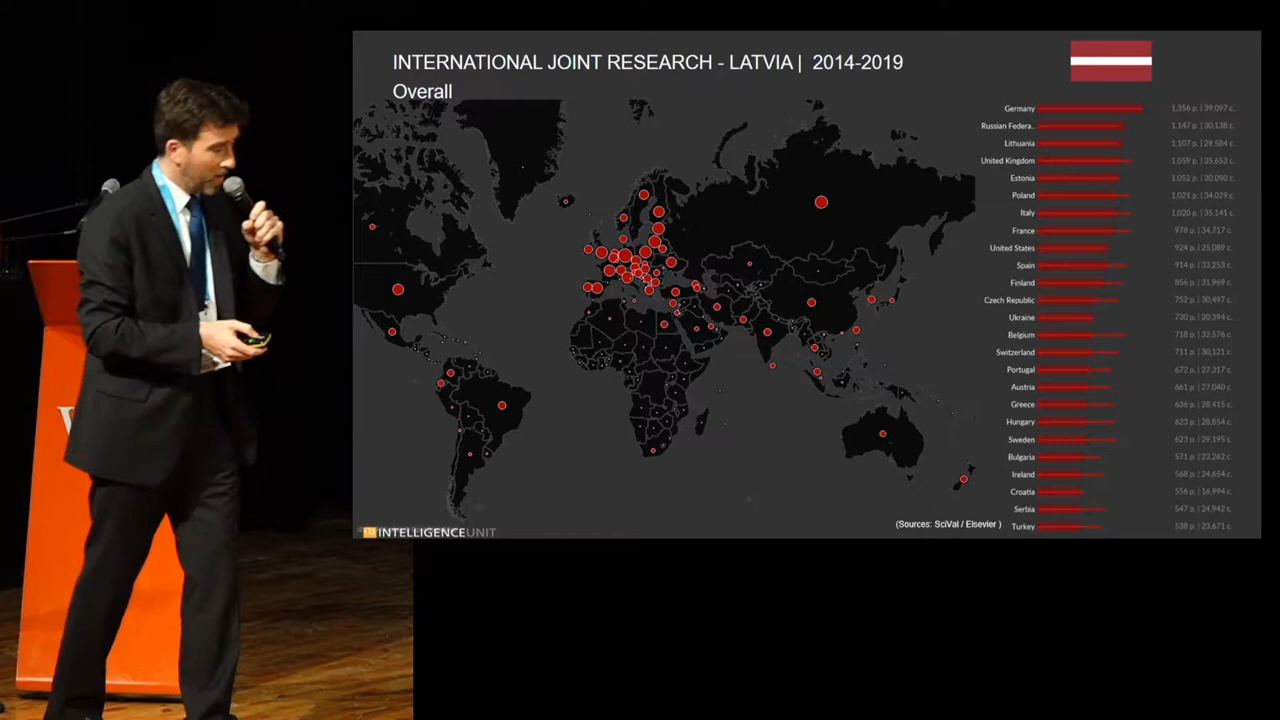 INTERNATIONAL JOINT RESEARCH - LATVIA | 2014-2019
Overall
Germany 1,356 p. | 39,097 c.
Russian Federa.. 1,147 p. | 30,138 c.
Lithuania 1,107 p. | 29,584 c.
United Kingdom 1,059 p. | 35,653 c.
Estonia 1,052 p. | 30,090 c.
Poland 1,021 p. | 34,029 c.
Italy 1,020 p. | 35,141 c.
France 978 p. | 34,717 c.
United States 924 p. | 25,089 c.
Spain 914 p. | 33,253 c.
Finland 856 p. | 31,969 c.
Czech Republic 752 p. | 30,497 c.
Ukraine 730 p. | 20,394 c.
Belgium 718 p. | 32,576 c.
Switzerland 711 p. | 30,121 c.
Portugal 672 p. | 27,317 c.
Austria 661 p. | 27,040 c.
Greece 636 p. | 28,415 c.
Hungary 623 p. | 28,854 c.
Sweden 623 p. | 29,195 c.
Bulgaria 571 p. | 23,262 c.
Ireland 568 p. | 24,654 c.
Croatia 556 p. | 16,994 c.
Serbia 547 p. | 24,942 c.
Turkey 538 p. | 23,671 c.
(Sources: SciVal / Elsevier )
INTELLIGENCEUNIT